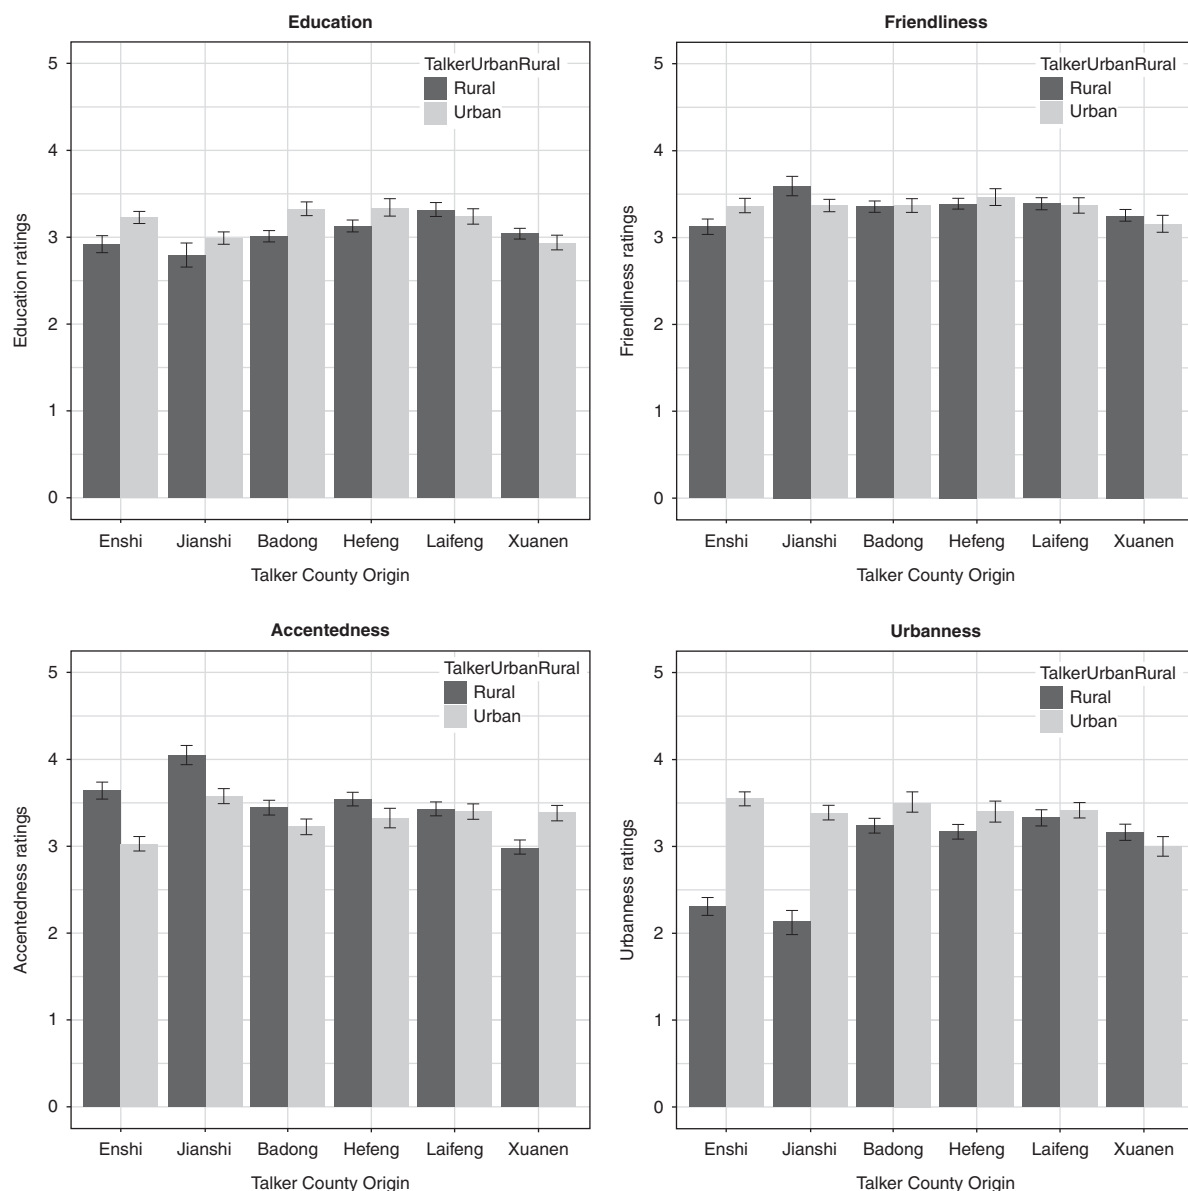 Education
Education ratings
5
4
3
2
1
0
TalkerUrbanRural
Rural
Urban
Enshi Jianshi Badong Hefeng Laifeng Xuanen
Talker County Origin
Friendliness
Friendliness ratings
5
4
3
2
1
0
TalkerUrbanRural
Rural
Urban
Enshi Jianshi Badong Hefeng Laifeng Xuanen
Talker County Origin
Accentedness
Accentedness ratings
5
4
3
2
1
0
TalkerUrbanRural
Rural
Urban
Enshi Jianshi Badong Hefeng Laifeng Xuanen
Talker County Origin
Urbanness
Urbanness ratings
5
4
3
2
1
0
TalkerUrbanRural
Rural
Urban
Enshi Jianshi Badong Hefeng Laifeng Xuanen
Talker County Origin